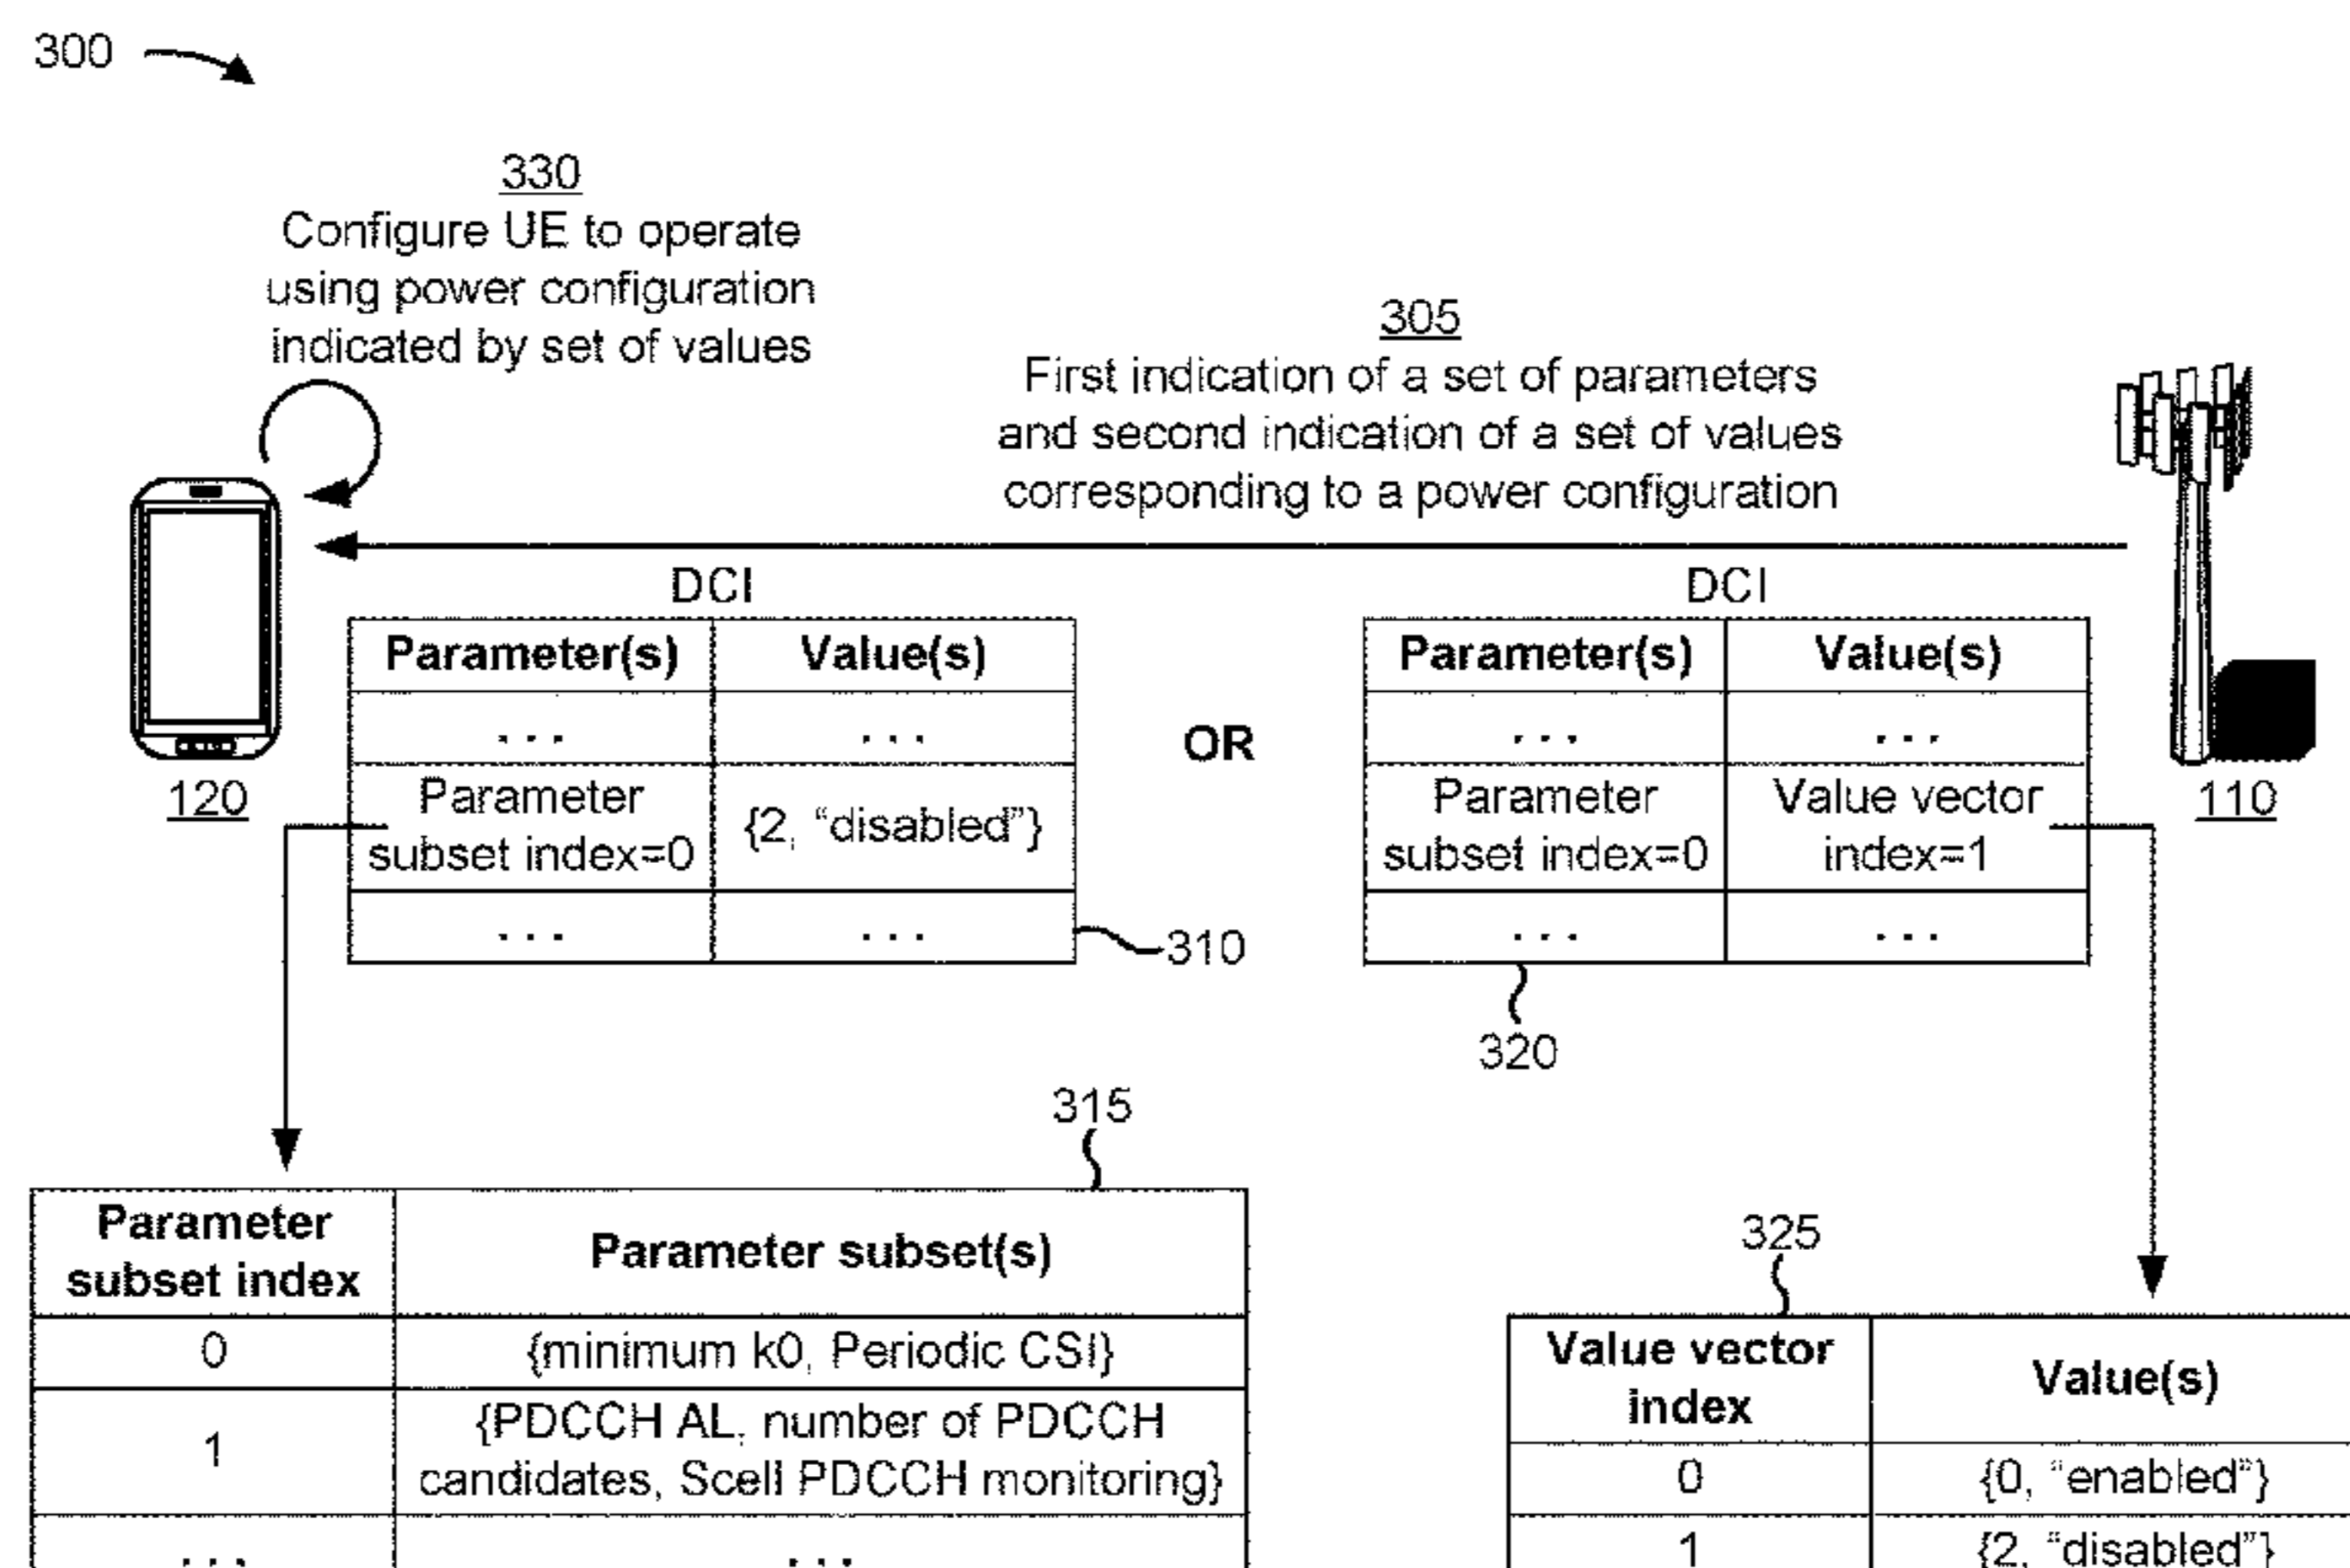 300
330
Configure UE to operate
using power configuration
indicated by set of values
305
First indication of a set of parameters
and second indication of a set of values
corresponding to a power configuration
120
110
DCI
Parameter(s) Value(s)
... ...
Parameter
subset index=0
{2, “disabled”}
... ...
310
OR
DCI
Parameter(s) Value(s)
... ...
Parameter Value vector
subset index=0 index=1
... ...
320
315
Parameter
subset index
Parameter subset(s)
0 {minimum k0, Periodic CSI}
1
{PDCCH AL, number of PDCCH
candidates, Scell PDCCH monitoring}
... ...
325
Value vector
index
Value(s)
0 {0, “enabled”}
1 {2, “disabled”}